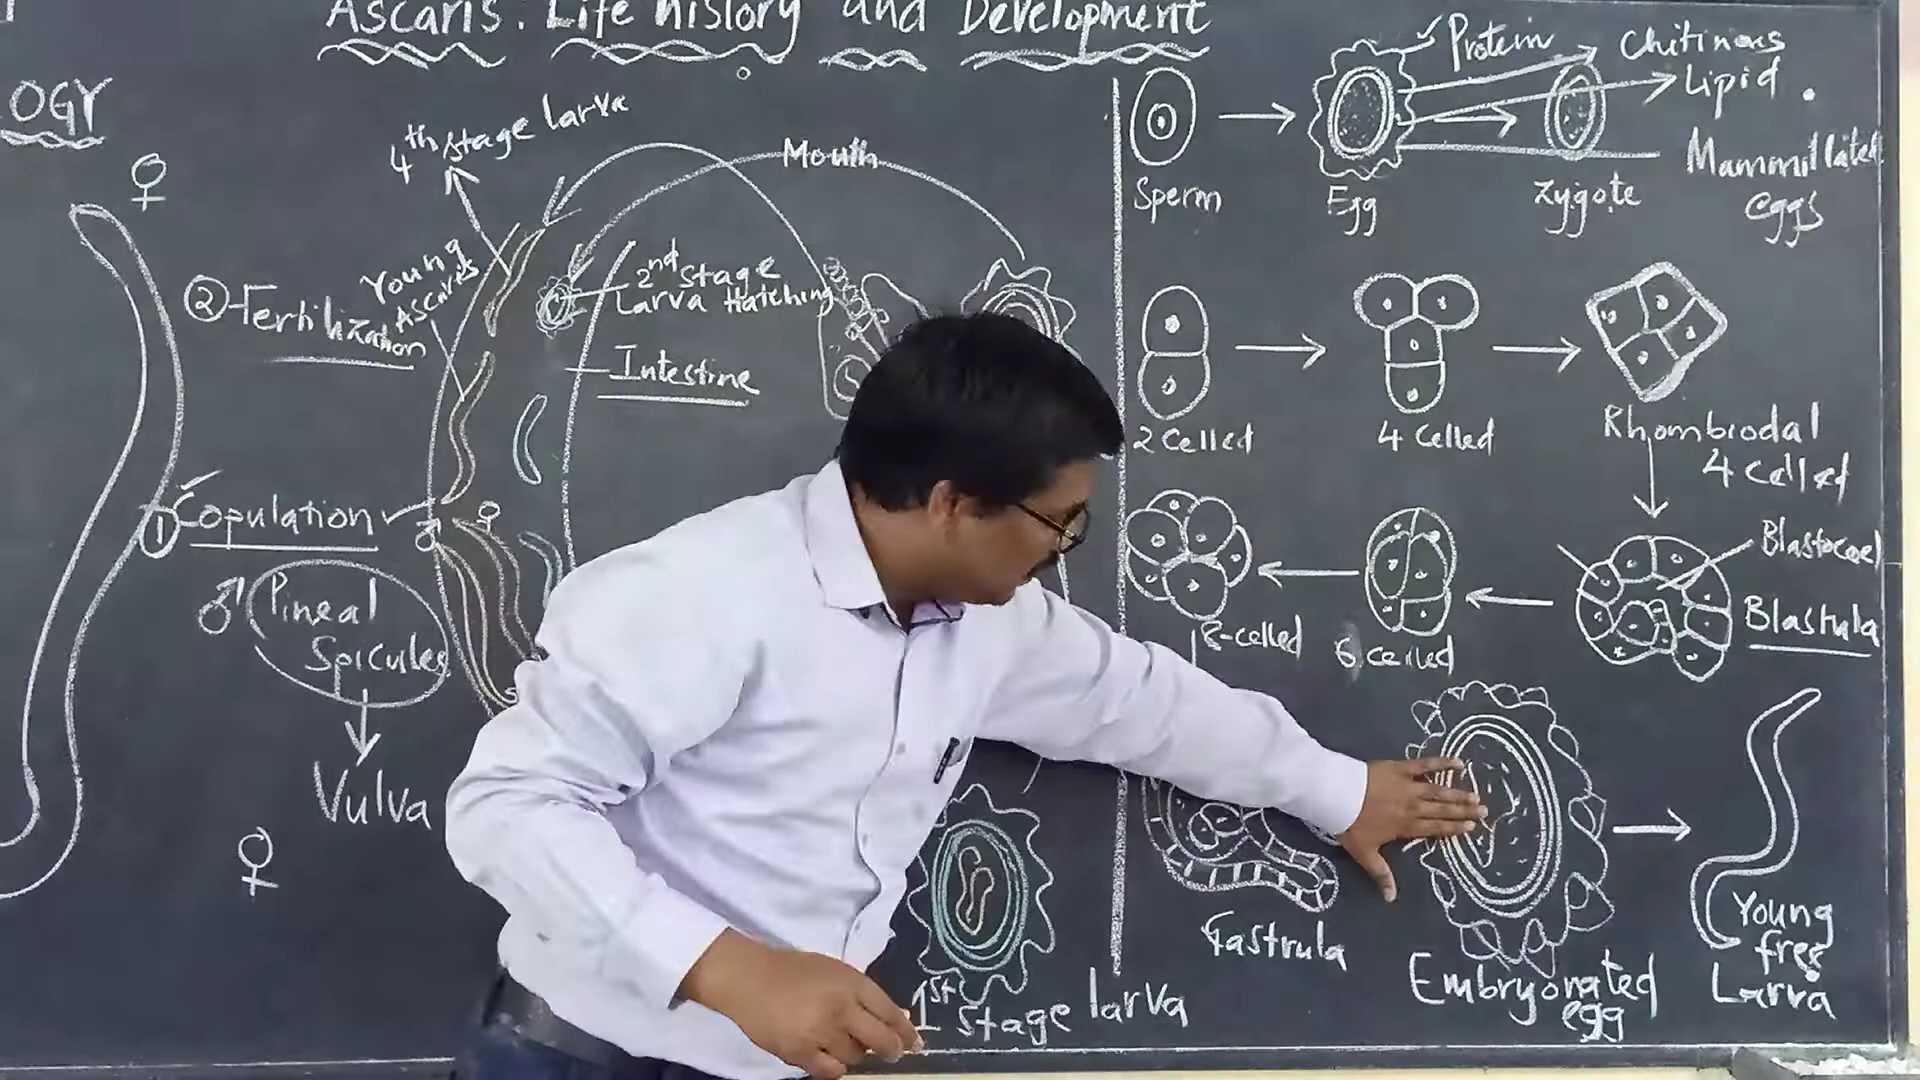 Ascaris: Life history and Development
OGY
♀
4th stage larva
Mouth
Young
Ascaris
②-Fertilization
2nd stage
Larva Hatching
Intestine
① Copulation
♂ ♀
♂ Pineal
Spicules
Vulva
♀
1st stage larva
Protein
Chitinous
Lipid
Mammillated
eggs
Sperm
Egg
Zygote
2 Celled
4 Celled
Rhombiodal
4 celled
Blastocoel
Blastula
8-celled
6 celled
Gastrula
Embryonated
egg
Young
free
Larva